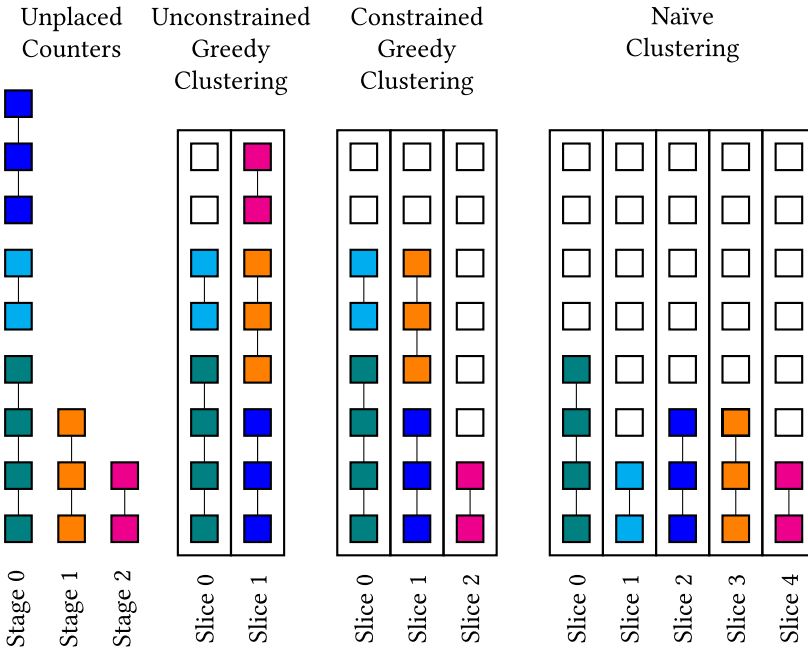 Unplaced
Counters
Unconstrained
Greedy
Clustering
Constrained
Greedy
Clustering
Naïve
Clustering
Stage 0
Stage 1
Stage 2
Slice 0
Slice 1
Slice 0
Slice 1
Slice 2
Slice 0
Slice 1
Slice 2
Slice 3
Slice 4